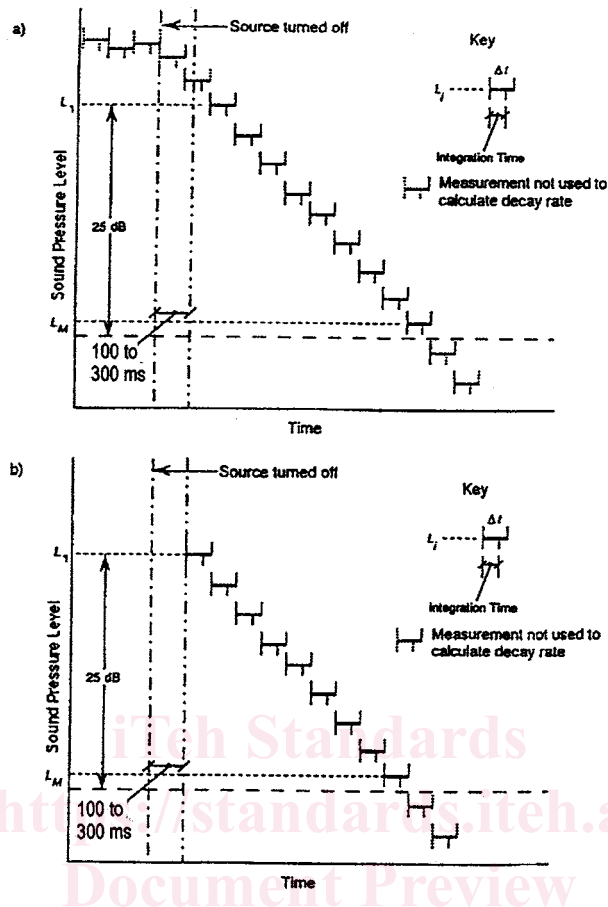 a)
Source turned off
Key
Δt
Li
Integration Time
Measurement not used to
calculate decay rate
L1
25 dB
Sound Pressure Level
LM
100 to
300 ms
Time
b)
Source turned off
Key
Δt
Li
Integration Time
Measurement not used to
calculate decay rate
L1
25 dB
Sound Pressure Level
LM
100 to
300 ms
Time
iTeh Standards
https://standards.iteh.a
Document Preview